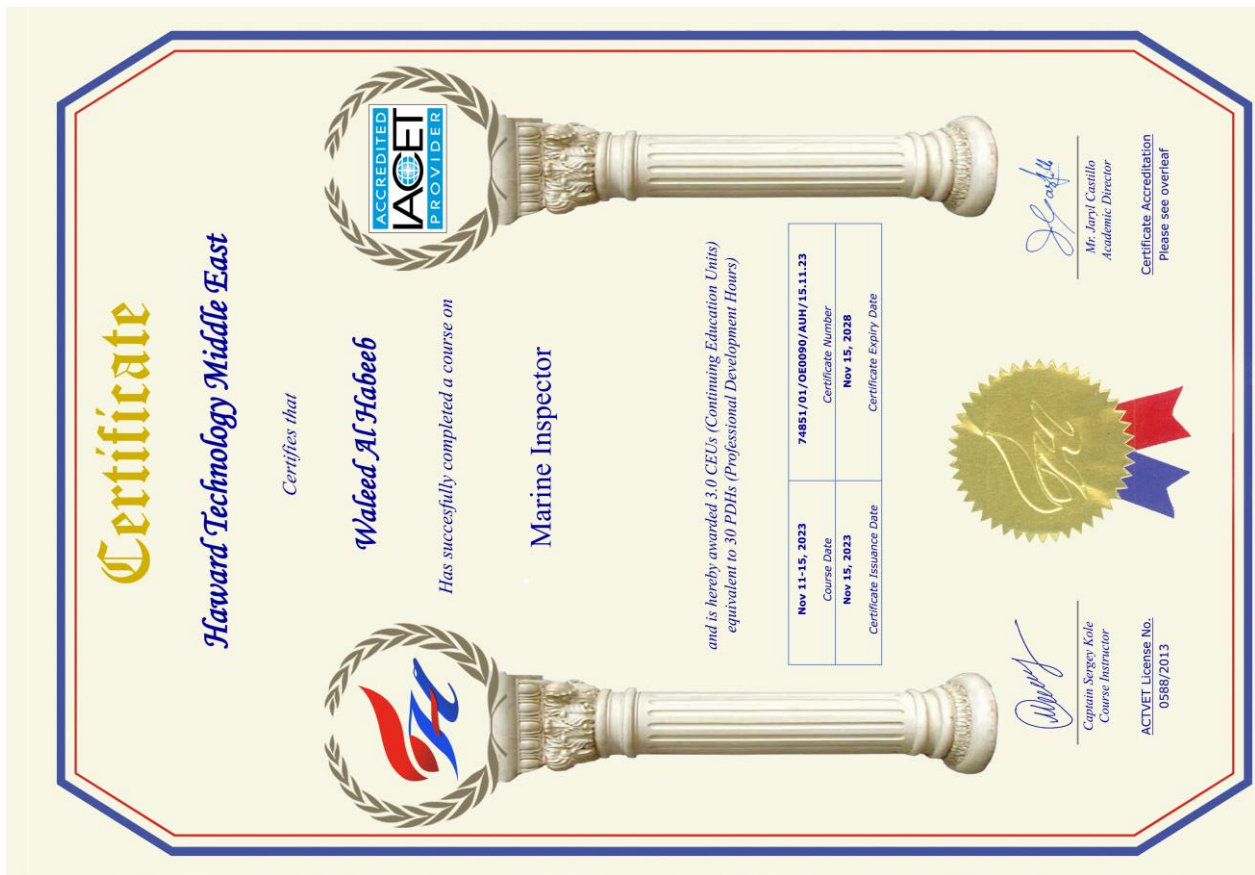 Certificate
Haward Technology Middle East
Certifies that
ACCREDITED
IACET
PROVIDER
Waleed Al Habeeb
Has succesfully completed a course on
Marine Inspector
and is hereby awarded 3.0 CEUs (Continuing Education Units)
equivalent to 30 PDHs (Professional Development Hours)
Nov 11-15, 2023 74851/01/OE0090/AUH/15.11.23
Course Date Certificate Number
Nov 15, 2023 Nov 15, 2028
Certificate Issuance Date Certificate Expiry Date
Captain Sergey Kole
Course Instructor
ACTVET License No.
0588/2013
Mr. Jaryl Castillo
Academic Director
Certificate Accreditation
Please see overleaf